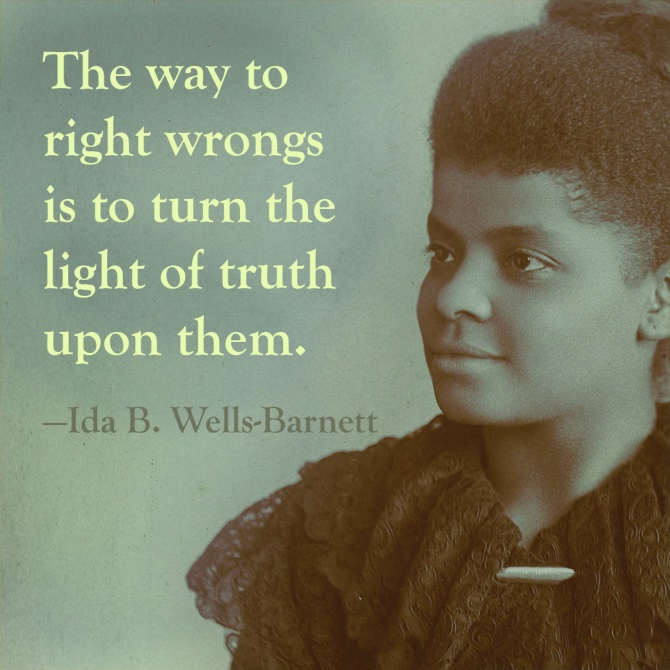 The way to
right wrongs
is to turn the
light of truth
upon them.
—Ida B. Wells-Barnett